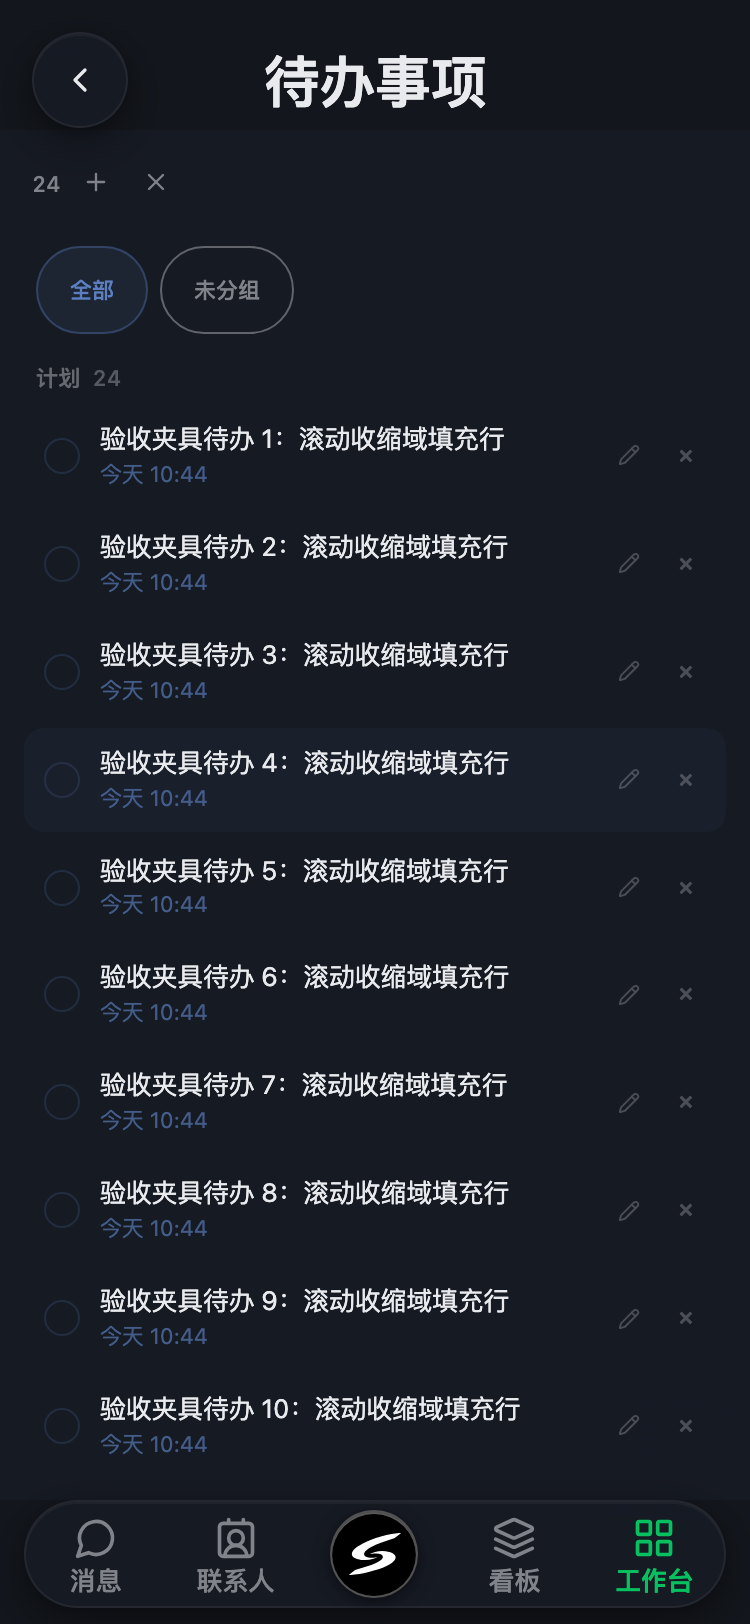 待办事项
24
全部 未分组
计划 24
验收夹具待办 1：滚动收缩域填充行
今天 10:44
验收夹具待办 2：滚动收缩域填充行
今天 10:44
验收夹具待办 3：滚动收缩域填充行
今天 10:44
验收夹具待办 4：滚动收缩域填充行
今天 10:44
验收夹具待办 5：滚动收缩域填充行
今天 10:44
验收夹具待办 6：滚动收缩域填充行
今天 10:44
验收夹具待办 7：滚动收缩域填充行
今天 10:44
验收夹具待办 8：滚动收缩域填充行
今天 10:44
验收夹具待办 9：滚动收缩域填充行
今天 10:44
验收夹具待办 10：滚动收缩域填充行
今天 10:44
消息 联系人 看板 工作台